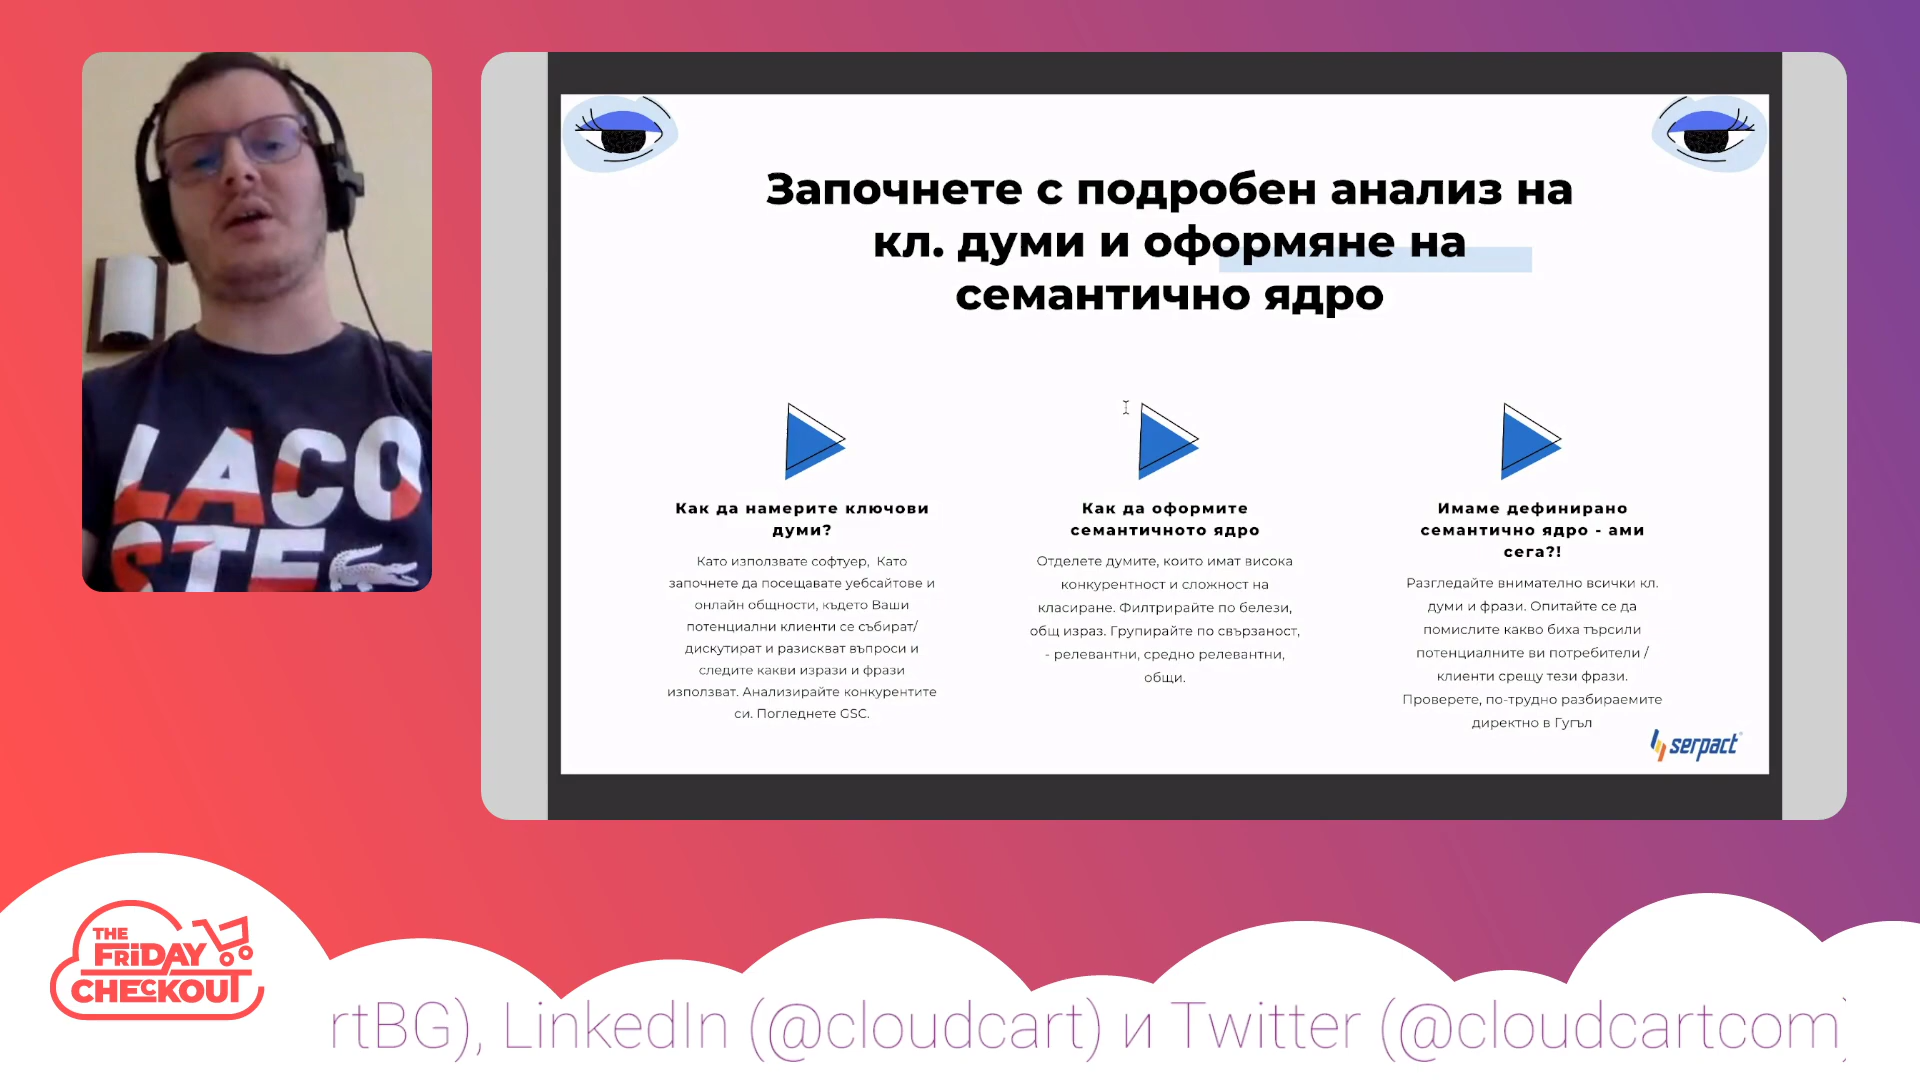 LACO
STE
Започнете с подробен анализ на
кл. думи и оформяне на
семантично ядро
Как да намерите ключови
думи?
Като използвате софтуер, Като
започнете да посещавате уебсайтове и
онлайн общности, където Ваши
потенциални клиенти се събират/
дискутират и разискват въпроси и
следите какви изрази и фрази
използват. Анализирайте конкурентите
си. Погледнете GSC.
Как да оформите
семантичното ядро
Отделете думите, които имат висока
конкурентност и сложност на
класиране. Филтрирайте по белези,
общ израз. Групирайте по свързаност,
- релевантни, средно релевантни,
общи.
Имаме дефинирано
семантично ядро - ами
сега?!
Разгледайте внимателно всички кл.
думи и фрази. Опитайте се да
помислите какво биха търсили
потенциалните ви потребители /
клиенти срещу тези фрази.
Проверете, по-трудно разбираемите
директно в Гугъл
serpact
THE
FRiDAY
CHECKOUT
rtBG), LinkedIn (@cloudcart) и Twitter (@cloudcartcom)